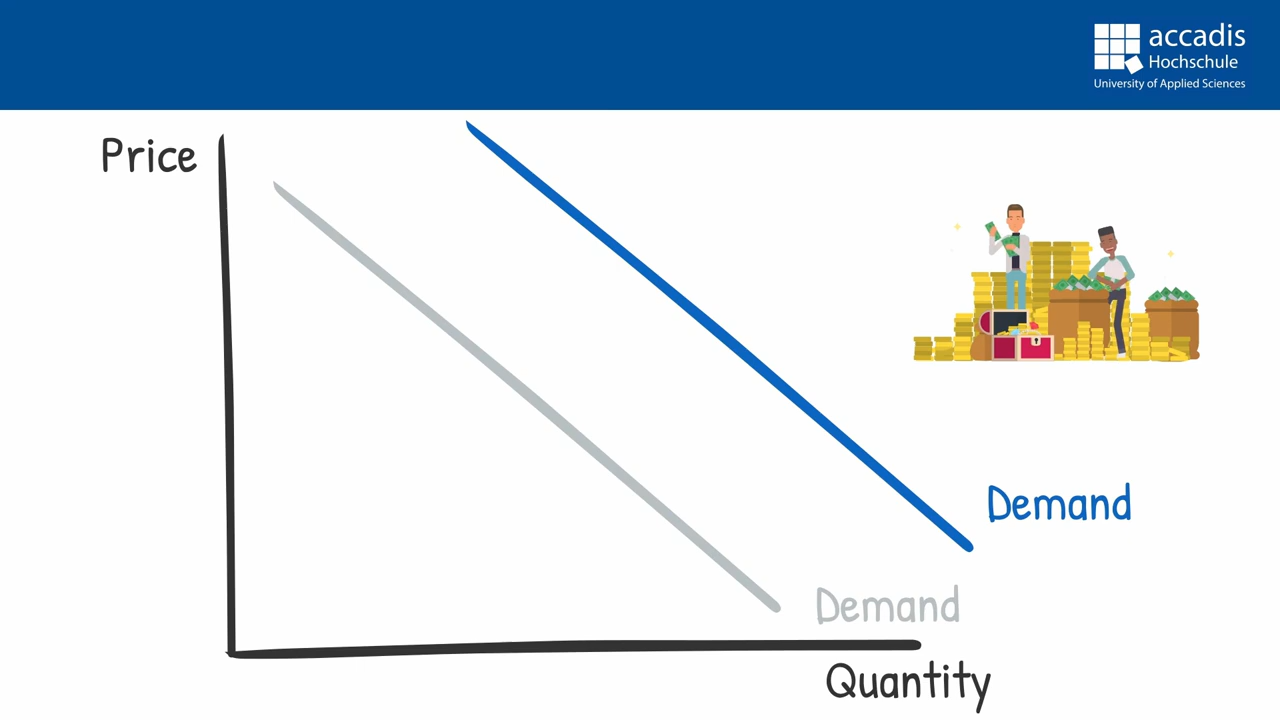 accadis
Hochschule
University of Applied Sciences
Price
Demand
Demand
Quantity